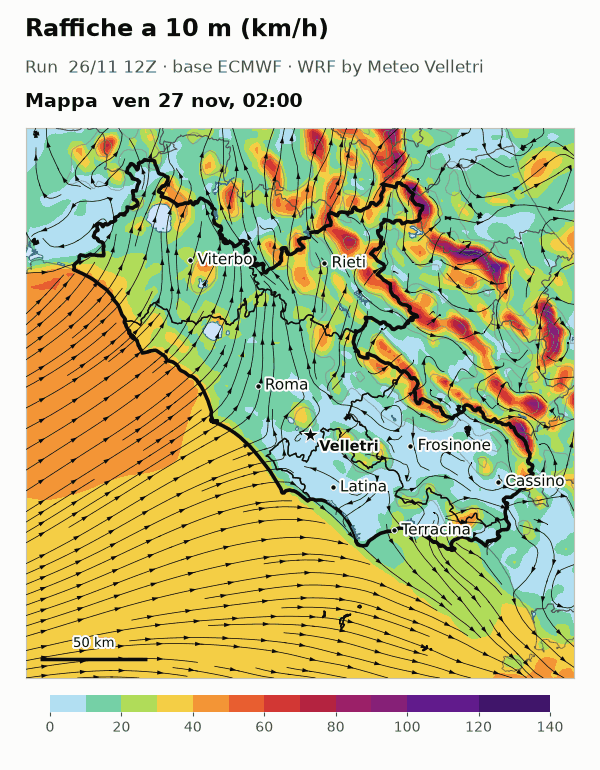 Raffiche a 10 m (km/h)
Run  26/11 12Z · base ECMWF · WRF by Meteo Velletri
Mappa  ven 27 nov, 02:00
Viterbo
Rieti
Roma
Velletri
Frosinone
Cassino
Latina
Terracina
50 km
0 20 40 60 80 100 120 140